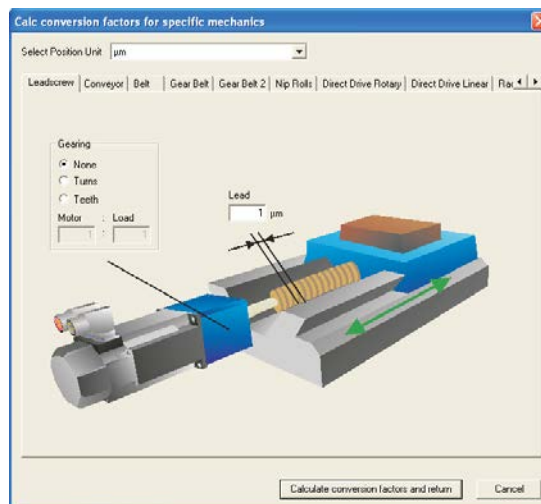 Calc conversion factors for specific mechanics
Select Position Unit µm
Leadscrew Conveyor Belt Gear Belt Gear Belt 2 Nip Rolls Direct Drive Rotary Direct Drive Linear
Gearing
None
Turns
Teeth
Motor : Load
1 : 1
Lead
1 µm
Calculate conversion factors and return Cancel